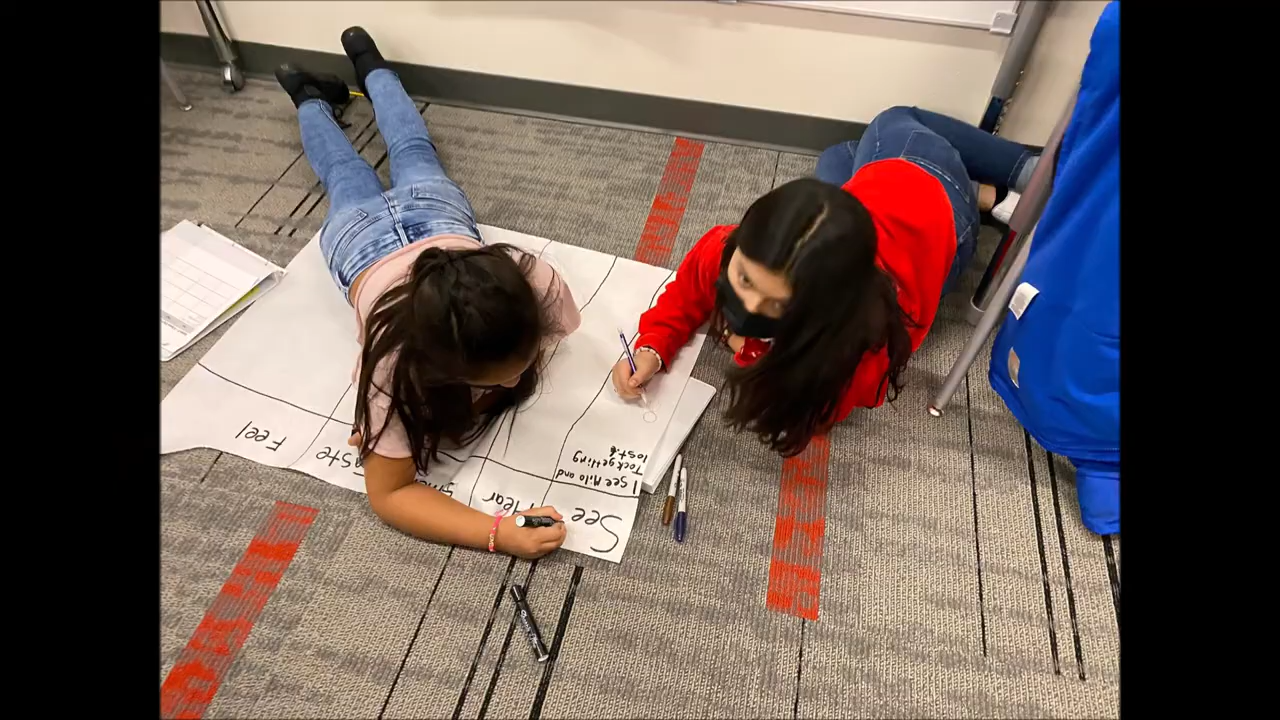 See
Hear
Taste
Feel
I see Milo and
Tock getting
lost.